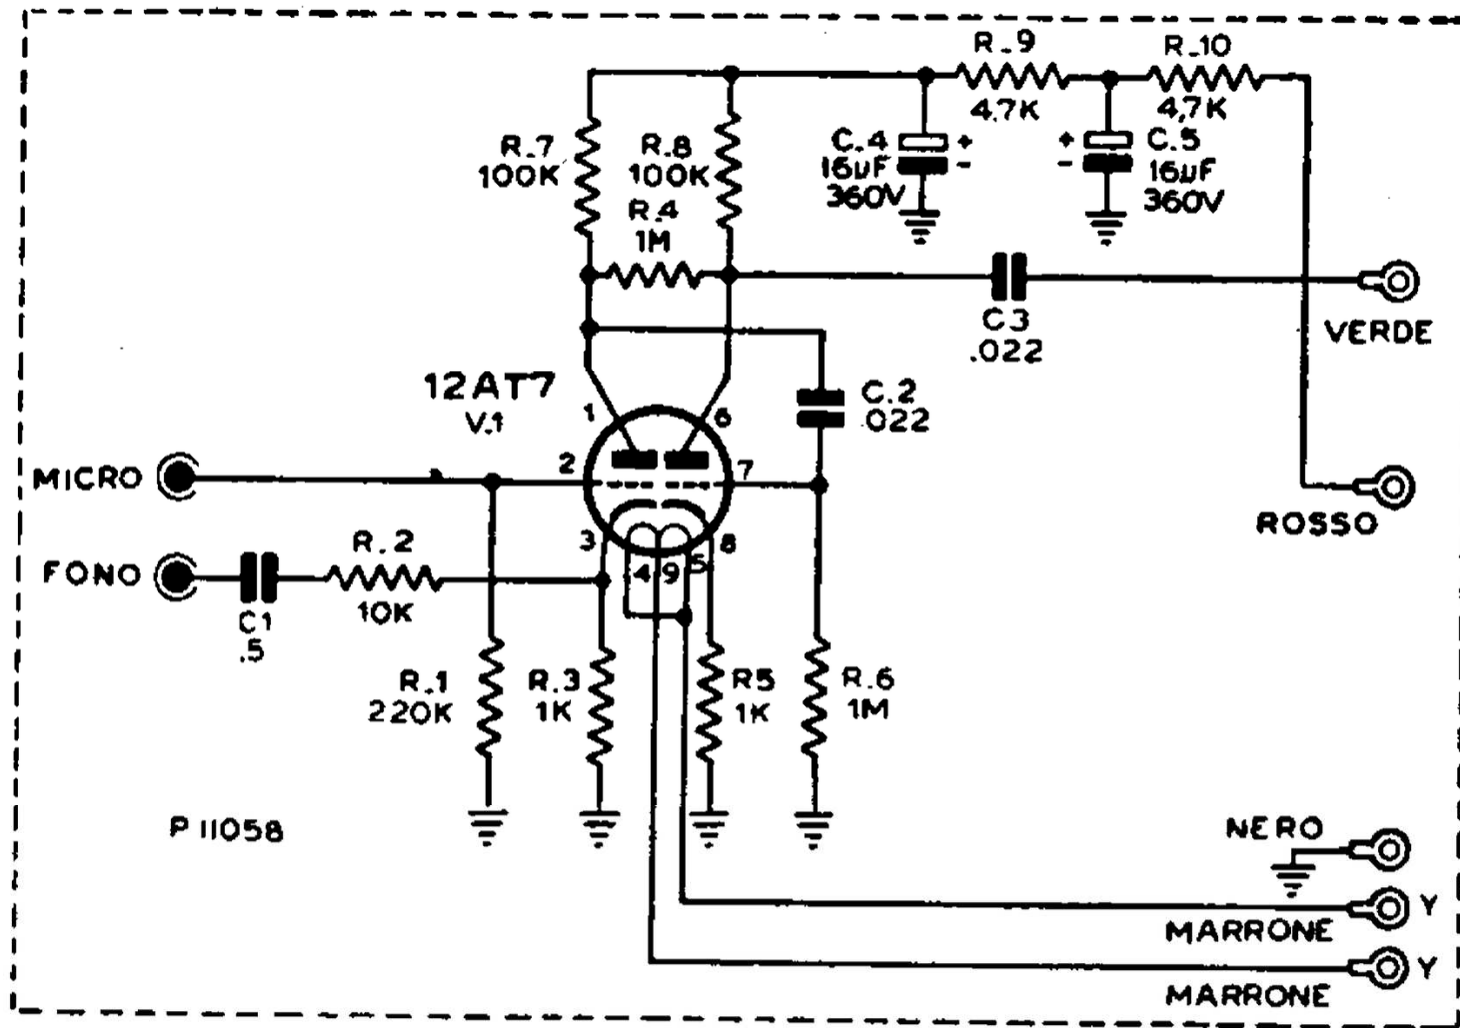 R.9
4.7K
R.10
4,7K
R.7
100K
R.8
100K
C.4
16µF
360V
+
-
+
-
C.5
16µF
360V
R.4
1M
C3
.022
VERDE
12AT7
V.1
1
6
C.2
.022
MICRO
2
7
ROSSO
FONO
C1
.5
R.2
10K
3
4
9
5
8
R.1
220K
R.3
1K
R5
1K
R.6
1M
P 11058
NERO
MARRONE
Y
MARRONE
Y